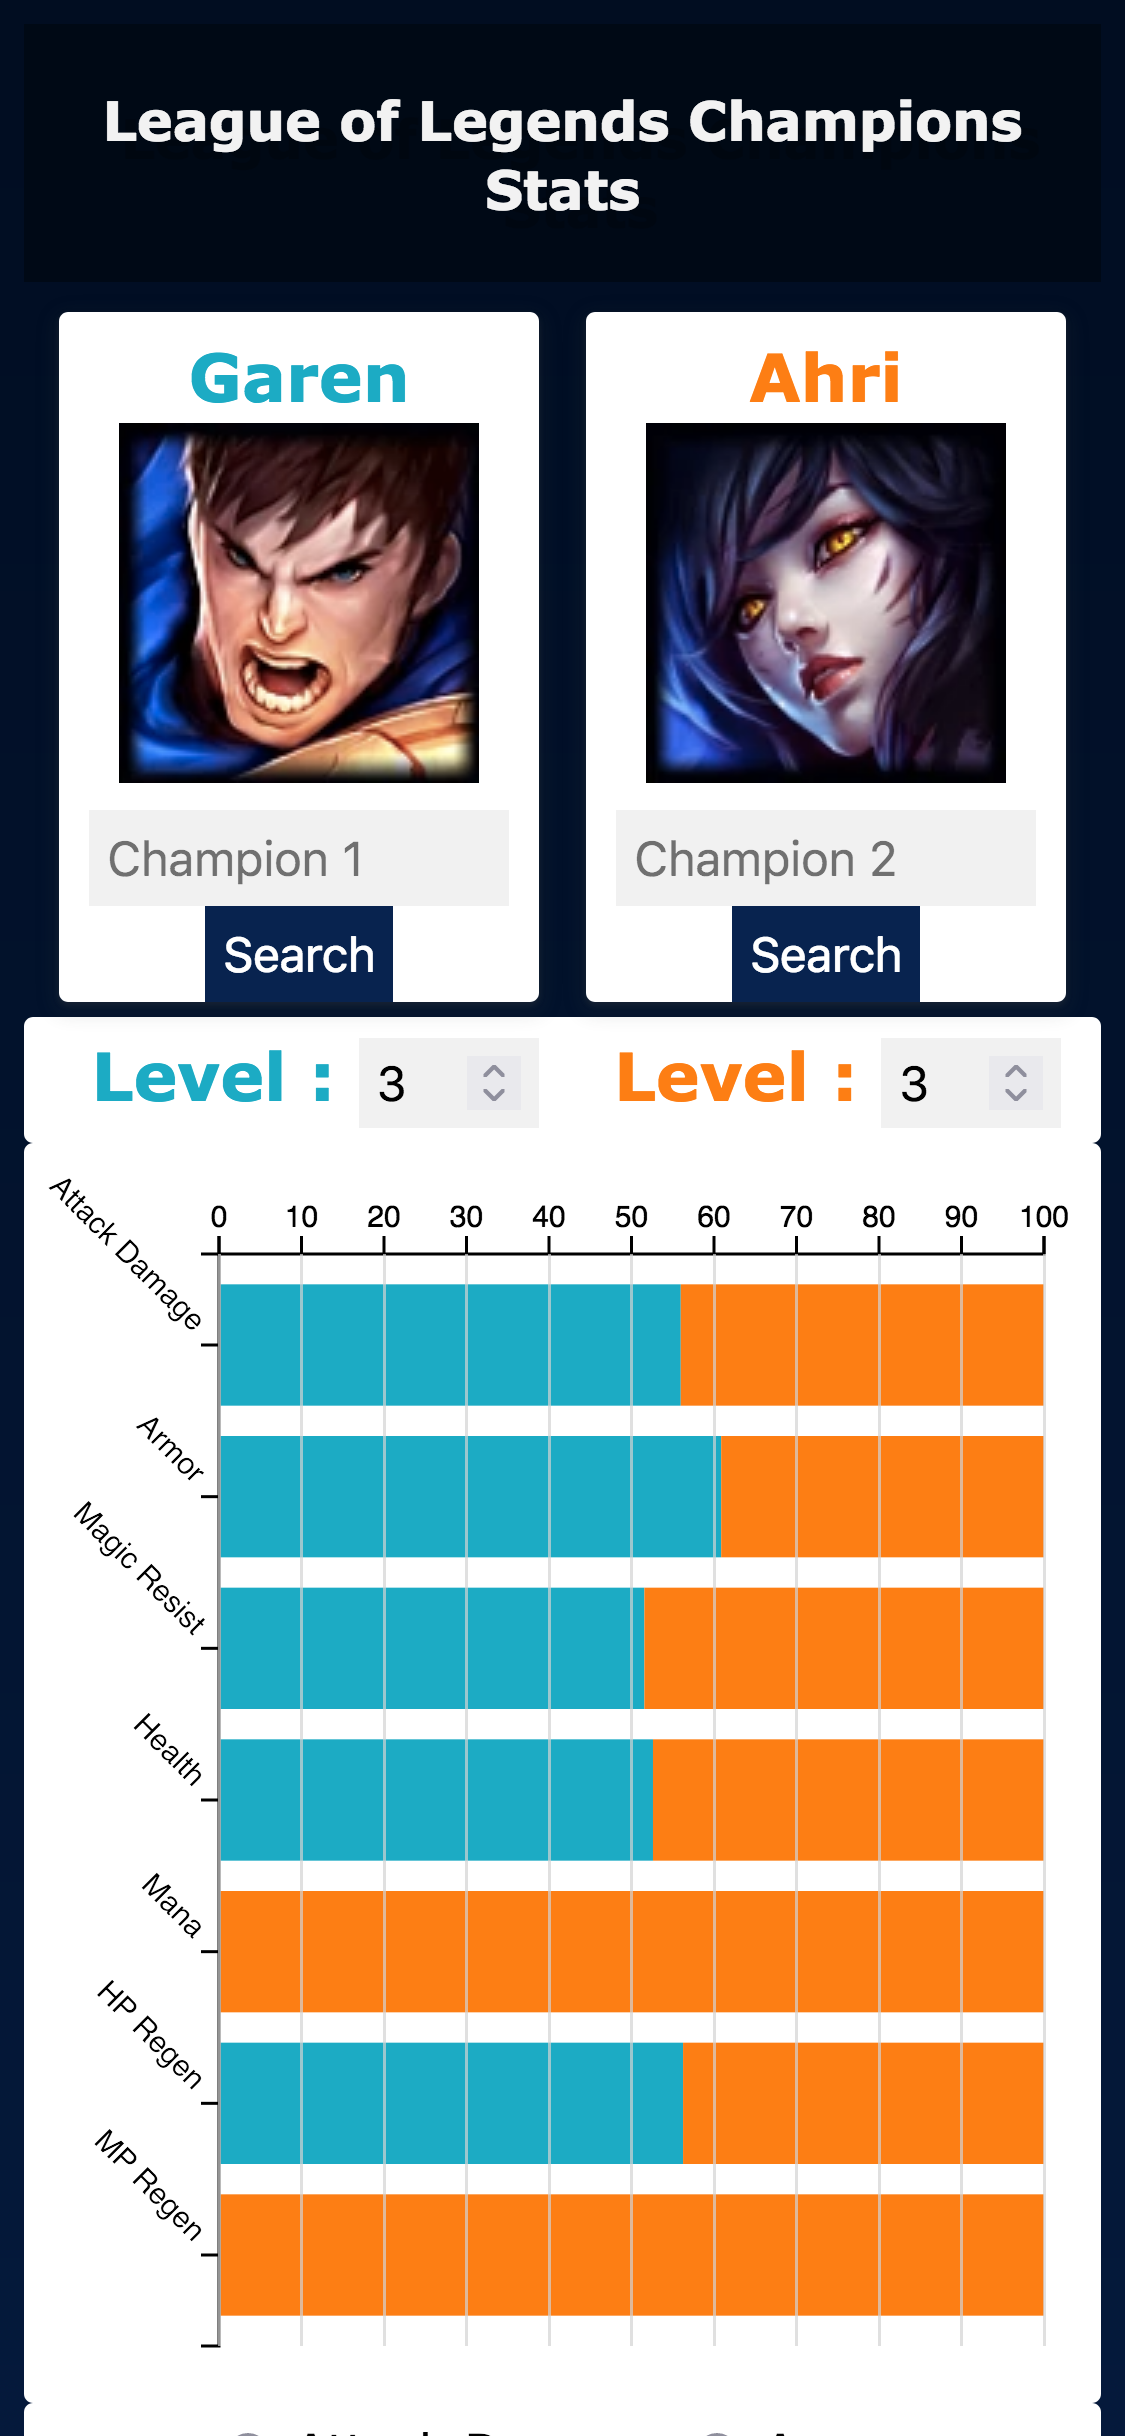 League of Legends Champions
Stats
Garen
Ahri
Champion 1
Champion 2
Search
Search
Level :
3
Level :
3
0 10 20 30 40 50 60 70 80 90 100
Attack Damage
Armor
Magic Resist
Health
Mana
HP Regen
MP Regen